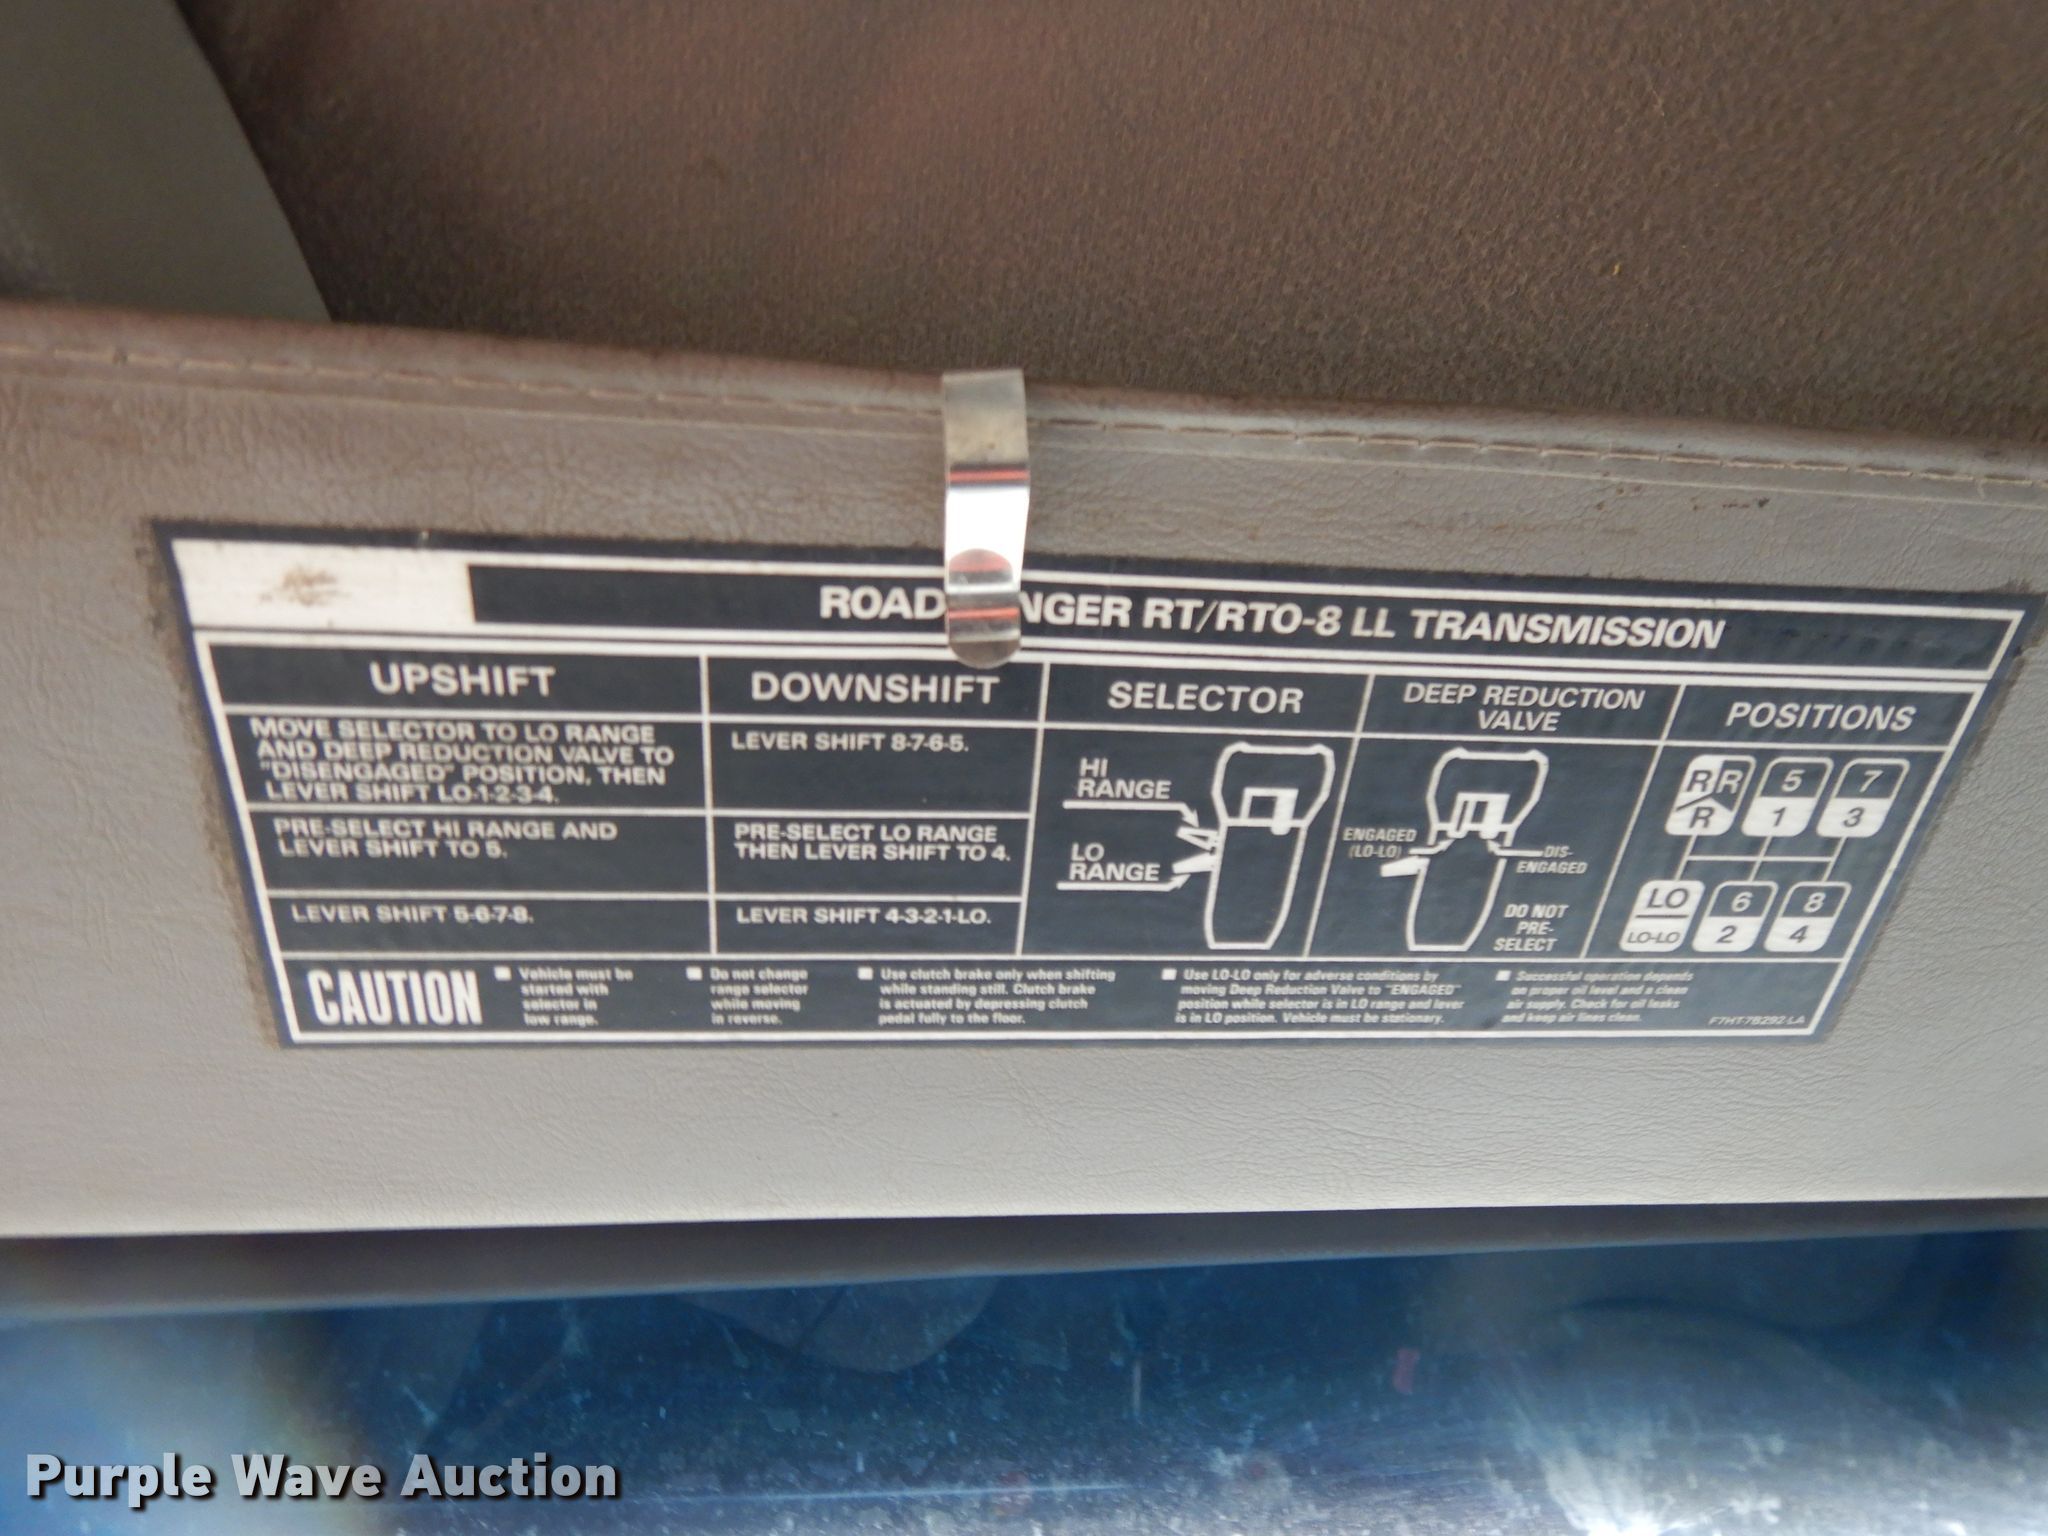 ROAD NGER RT/RTO-8 LL TRANSMISSION
UPSHIFT
MOVE SELECTOR TO LO RANGE
AND DEEP REDUCTION VALVE TO
"DISENGAGED" POSITION, THEN
LEVER SHIFT LO-1-2-3-4.
PRE-SELECT HI RANGE AND
LEVER SHIFT TO 5.
LEVER SHIFT 5-6-7-8.
DOWNSHIFT
LEVER SHIFT 8-7-6-5.
PRE-SELECT LO RANGE
THEN LEVER SHIFT TO 4.
LEVER SHIFT 4-3-2-1-LO.
SELECTOR
HI
RANGE
LO
RANGE
DEEP REDUCTION
VALVE
ENGAGED
(LO-LO)
DIS-
ENGAGED
DO NOT
PRE-
SELECT
POSITIONS
R R 5 7
R 1 3
LO 6 8
LO-LO 2 4
CAUTION
Vehicle must be
started with
selector in
low range.
Do not change
range selector
while moving
in reverse.
Use clutch brake only when shifting
while standing still. Clutch brake
is actuated by depressing clutch
pedal fully to the floor.
Use LO-LO only for adverse conditions by
moving Deep Reduction Valve to "ENGAGED"
position while selector is in LO range and lever
is in LO position. Vehicle must be stationary.
Successful operation depends
on proper oil level and a clean
air supply. Check for oil leaks
and keep air lines clean.
F7HT-7B292-LA
Purple Wave Auction